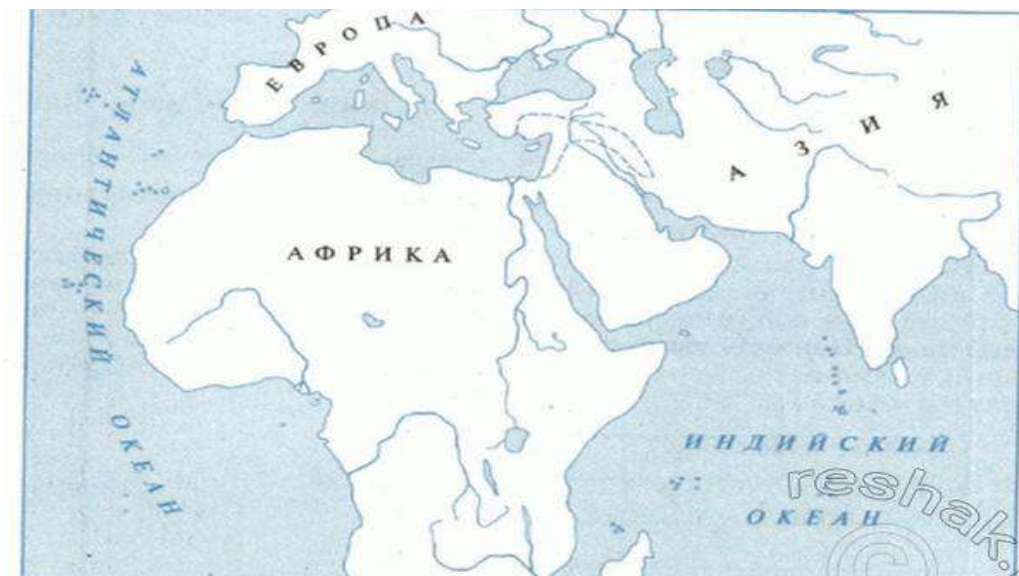 ЕВРОПА
АТЛАНТИЧЕСКИЙ
ОКЕАН
АЗИЯ
АФРИКА
ИНДИЙСКИЙ
ОКЕАН
reshak.
©